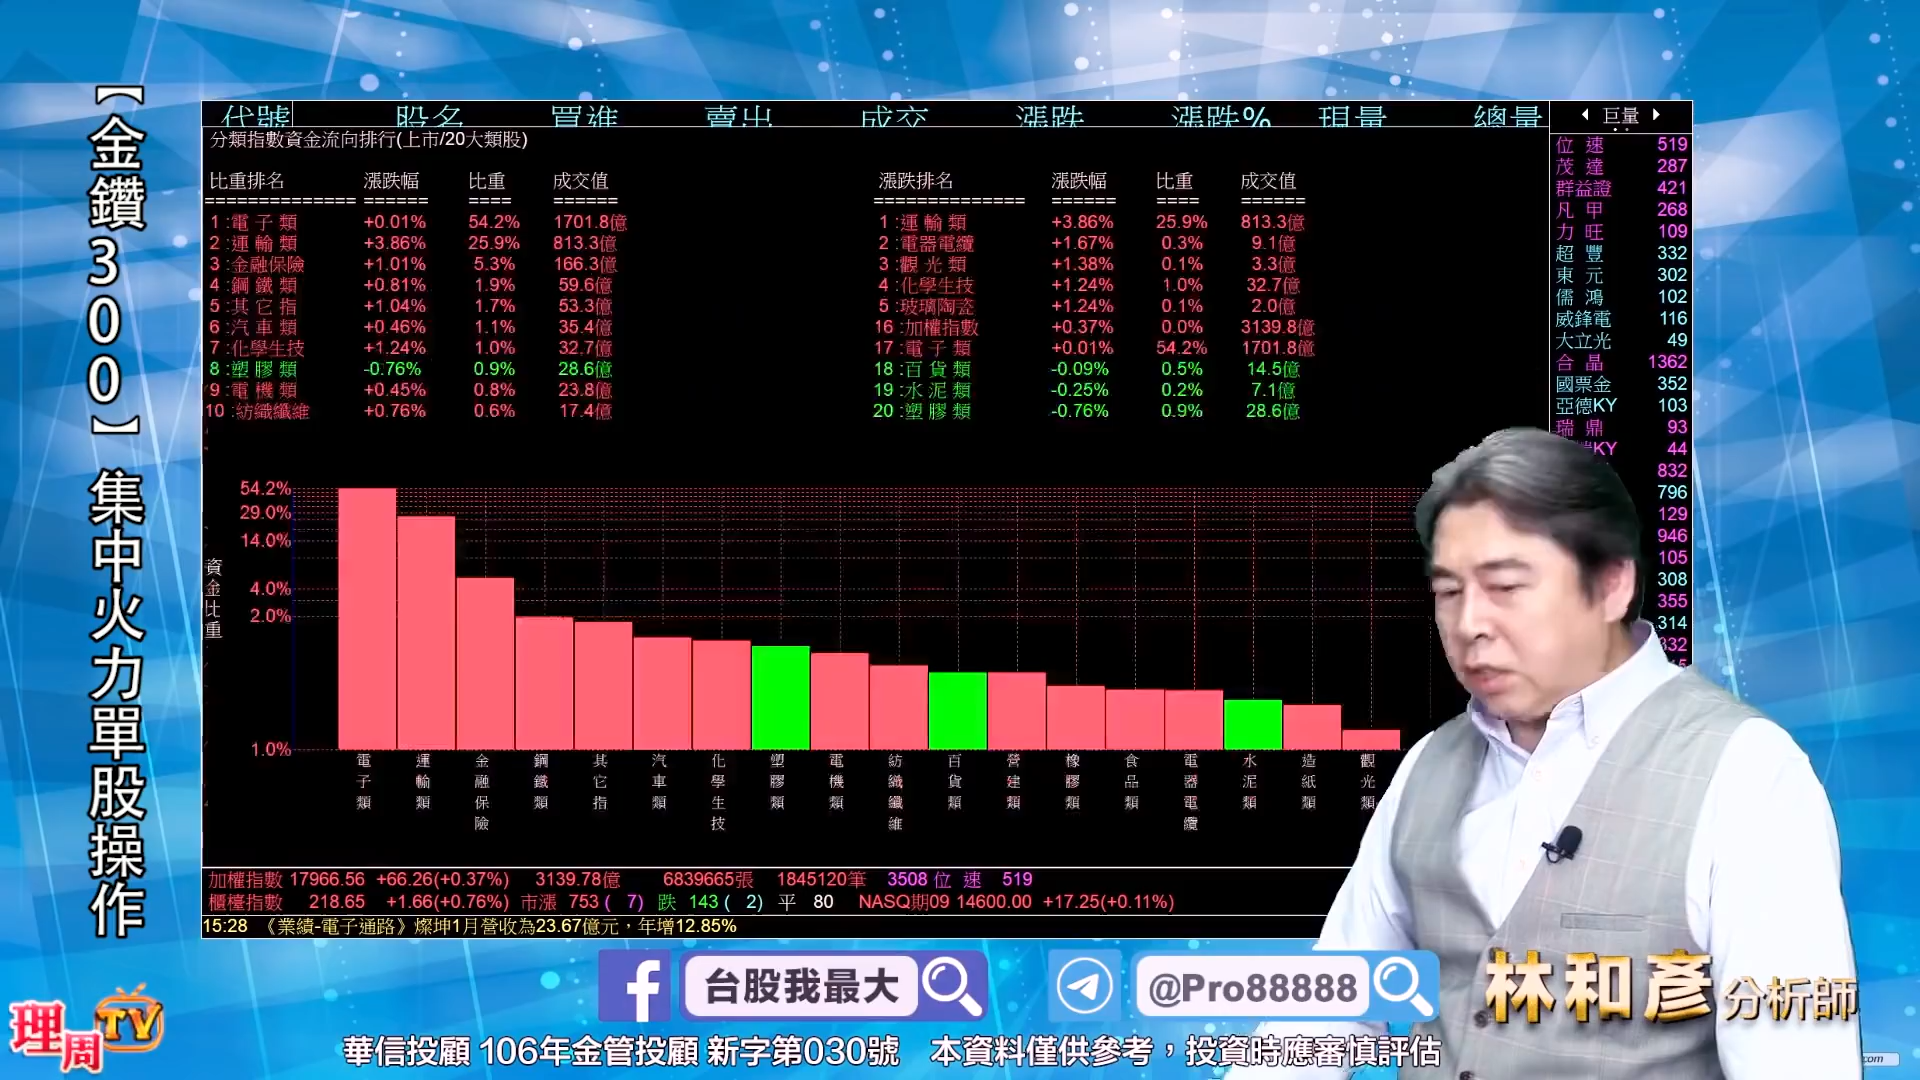 【金鑽300】集中火力單股操作
代號 股名 買進 賣出 成交 漲跌 漲跌% 現量 總量
巨量
分類指數資金流向排行(上市/20大類股)
比重排名 漲跌幅 比重 成交值
1 :電 子 類 +0.01% 54.2% 1701.8億
2 :運 輸 類 +3.86% 25.9% 813.3億
3 :金融保險 +1.01% 5.3% 166.3億
4 :鋼 鐵 類 +0.81% 1.9% 59.6億
5 :其 它 指 +1.04% 1.7% 53.3億
6 :汽 車 類 +0.46% 1.1% 35.4億
7 :化學生技 +1.24% 1.0% 32.7億
8 :塑 膠 類 -0.76% 0.9% 28.6億
9 :電 機 類 +0.45% 0.8% 23.8億
10 :紡織纖維 +0.76% 0.6% 17.4億
漲跌排名 漲跌幅 比重 成交值
1 :運 輸 類 +3.86% 25.9% 813.3億
2 :電器電纜 +1.67% 0.3% 9.1億
3 :觀 光 類 +1.38% 0.1% 3.3億
4 :化學生技 +1.24% 1.0% 32.7億
5 :玻璃陶瓷 +1.24% 0.1% 2.0億
16 :加權指數 +0.37% 0.0% 3139.8億
17 :電 子 類 +0.01% 54.2% 1701.8億
18 :百 貨 類 -0.09% 0.5% 14.5億
19 :水 泥 類 -0.25% 0.2% 7.1億
20 :塑 膠 類 -0.76% 0.9% 28.6億
位 速 519
茂 達 287
群益證 421
凡 甲 268
力 旺 109
超 豐 332
東 元 302
儒 鴻 102
威鋒電 116
大立光 49
合 晶 1362
國票金 352
亞德KY 103
瑞 鼎 93
KY 44
832
796
129
946
105
308
355
314
332
54.2%
29.0%
14.0%
4.0%
2.0%
1.0%
資金比重
電子類
運輸類
金融保險
鋼鐵類
其它指
汽車類
化學生技
塑膠類
電機類
紡織纖維
百貨類
營建類
橡膠類
食品類
電器電纜
水泥類
造紙類
觀光類
加權指數 17966.56 +66.26(+0.37%) 3139.78億 6839665張 1845120筆 3508 位 速 519
櫃檯指數 218.65 +1.66(+0.76%) 市漲 753 ( 7) 跌 143 ( 2) 平 80 NASQ期09 14600.00 +17.25(+0.11%)
15:28 《業績-電子通路》燦坤1月營收為23.67億元，年增12.85%
台股我最大
@Pro88888
林和彥分析師
理周TV
華信投顧 106年金管投顧 新字第030號 本資料僅供參考，投資時應審慎評估
com